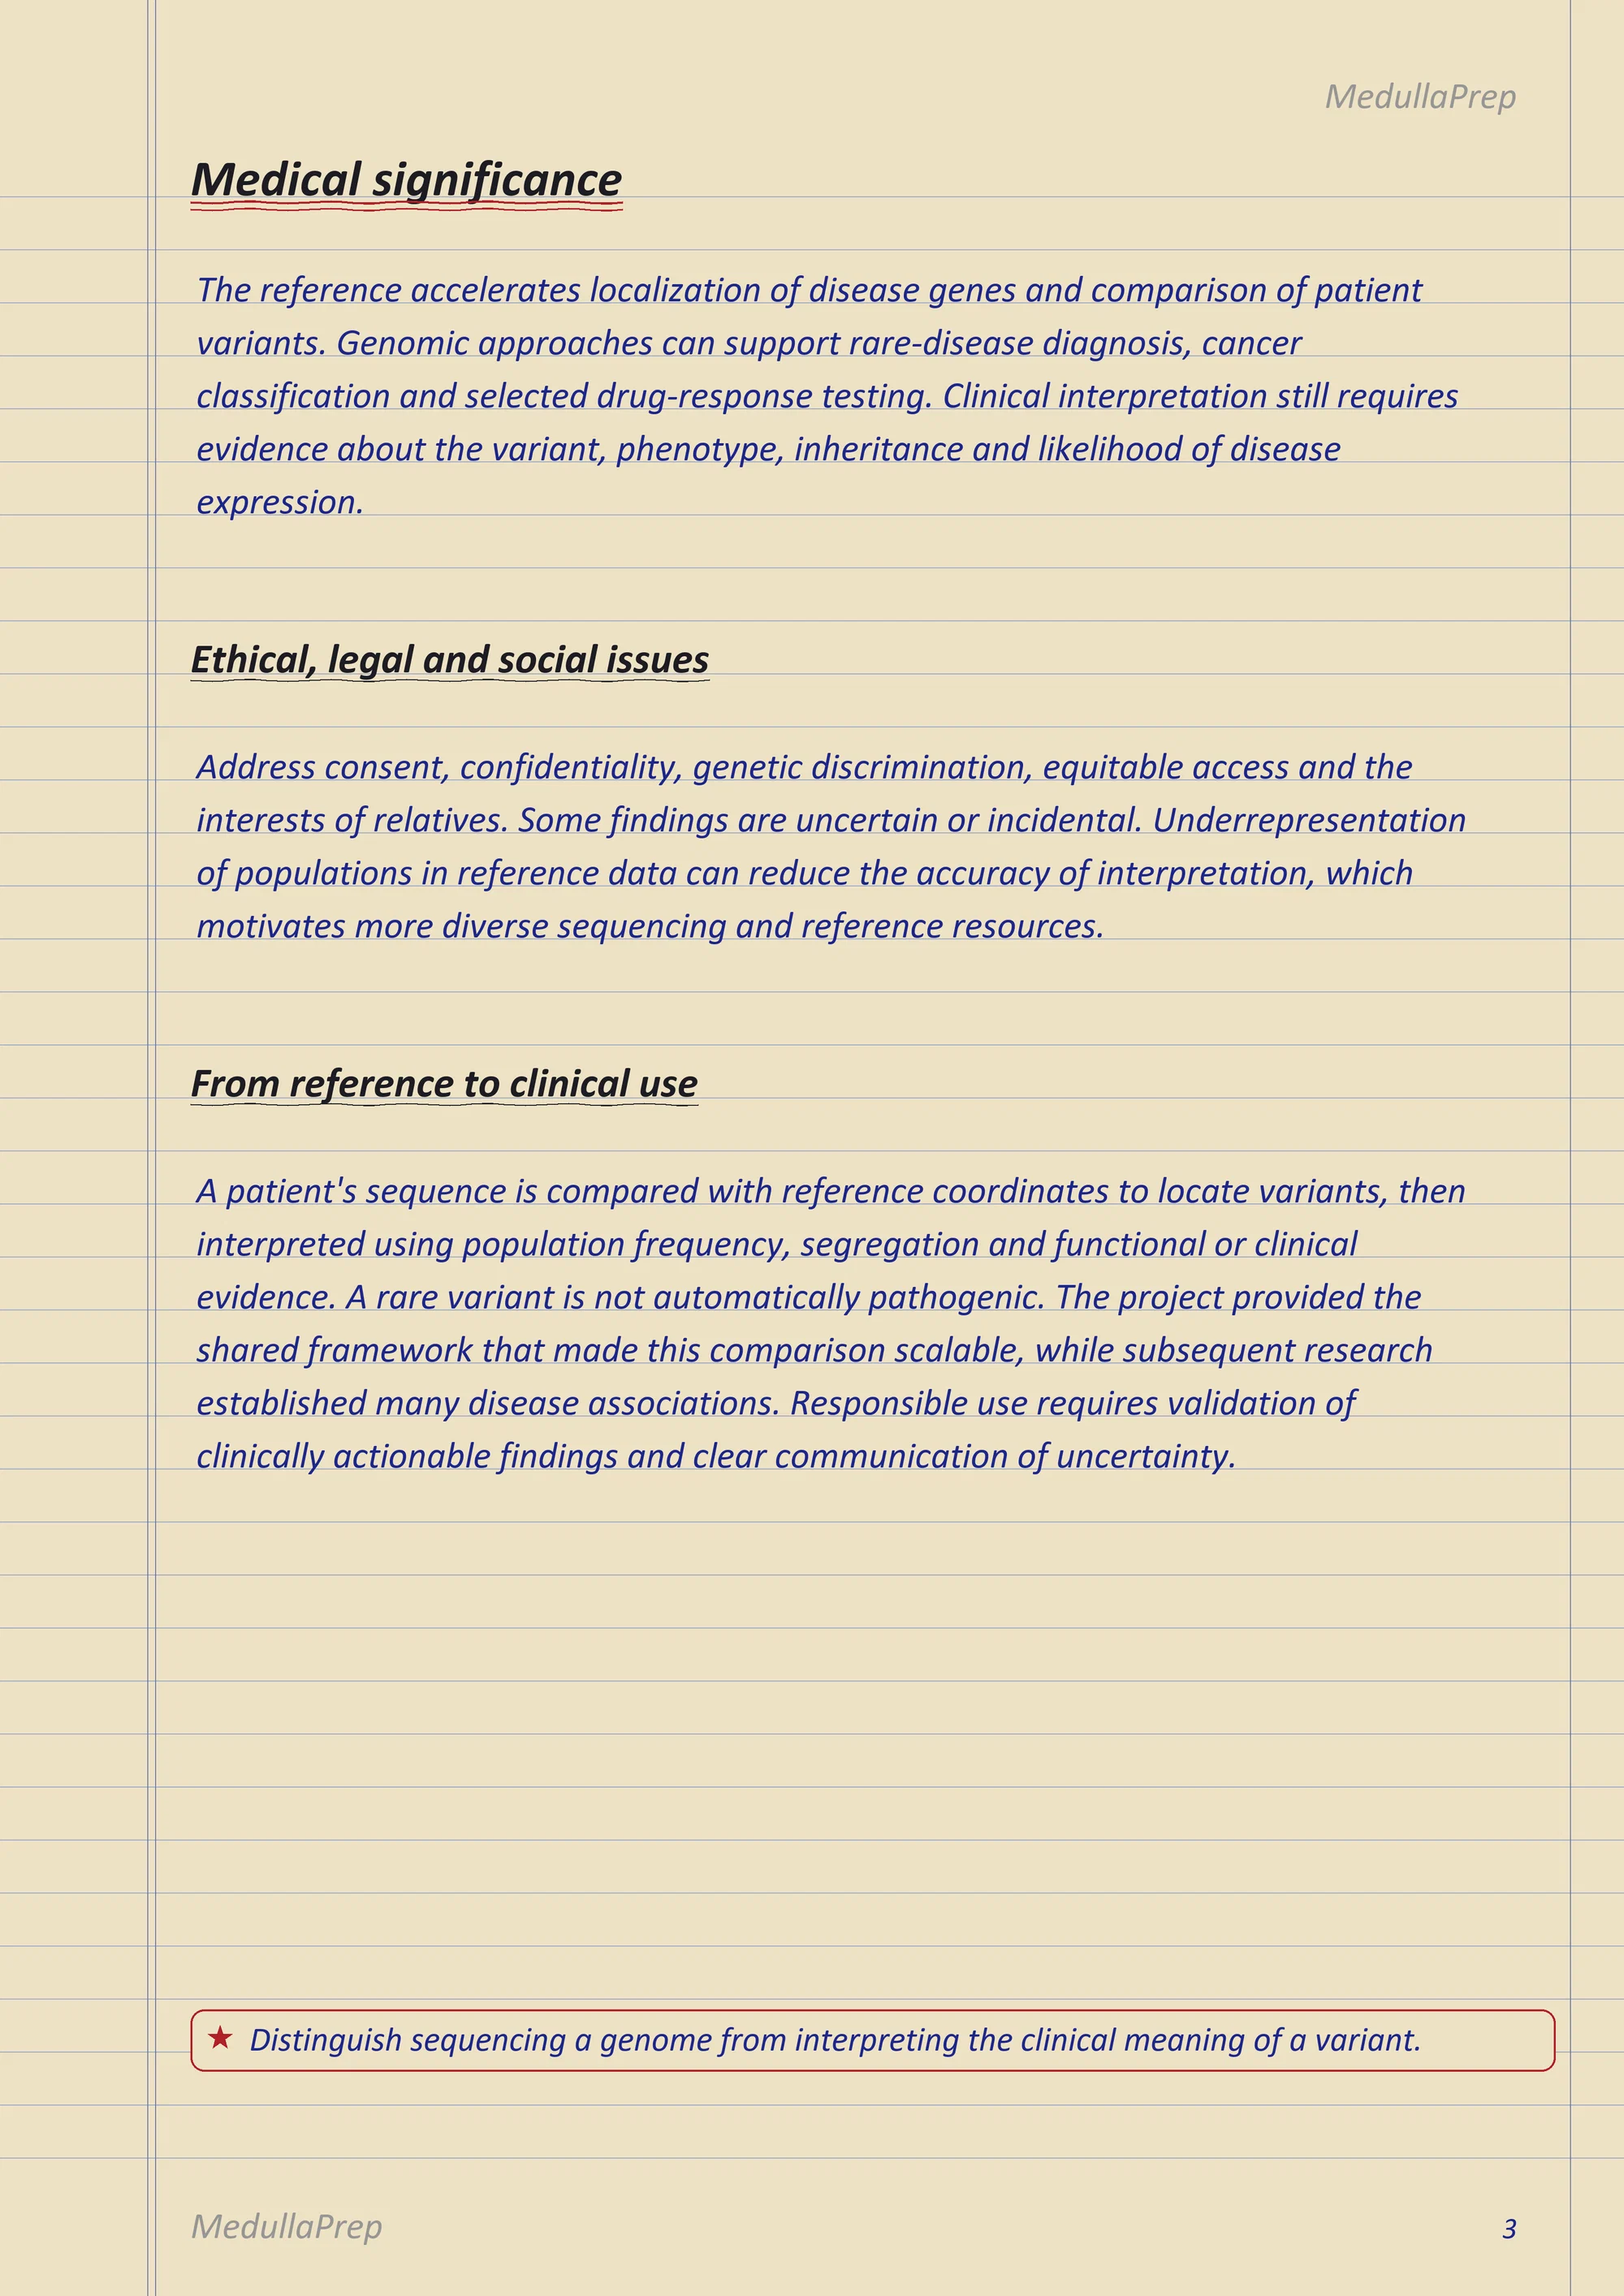 MedullaPrep
Medical significance
The reference accelerates localization of disease genes and comparison of patient
variants. Genomic approaches can support rare-disease diagnosis, cancer
classification and selected drug-response testing. Clinical interpretation still requires
evidence about the variant, phenotype, inheritance and likelihood of disease
expression.
Ethical, legal and social issues
Address consent, confidentiality, genetic discrimination, equitable access and the
interests of relatives. Some findings are uncertain or incidental. Underrepresentation
of populations in reference data can reduce the accuracy of interpretation, which
motivates more diverse sequencing and reference resources.
From reference to clinical use
A patient's sequence is compared with reference coordinates to locate variants, then
interpreted using population frequency, segregation and functional or clinical
evidence. A rare variant is not automatically pathogenic. The project provided the
shared framework that made this comparison scalable, while subsequent research
established many disease associations. Responsible use requires validation of
clinically actionable findings and clear communication of uncertainty.
★ Distinguish sequencing a genome from interpreting the clinical meaning of a variant.
MedullaPrep
3